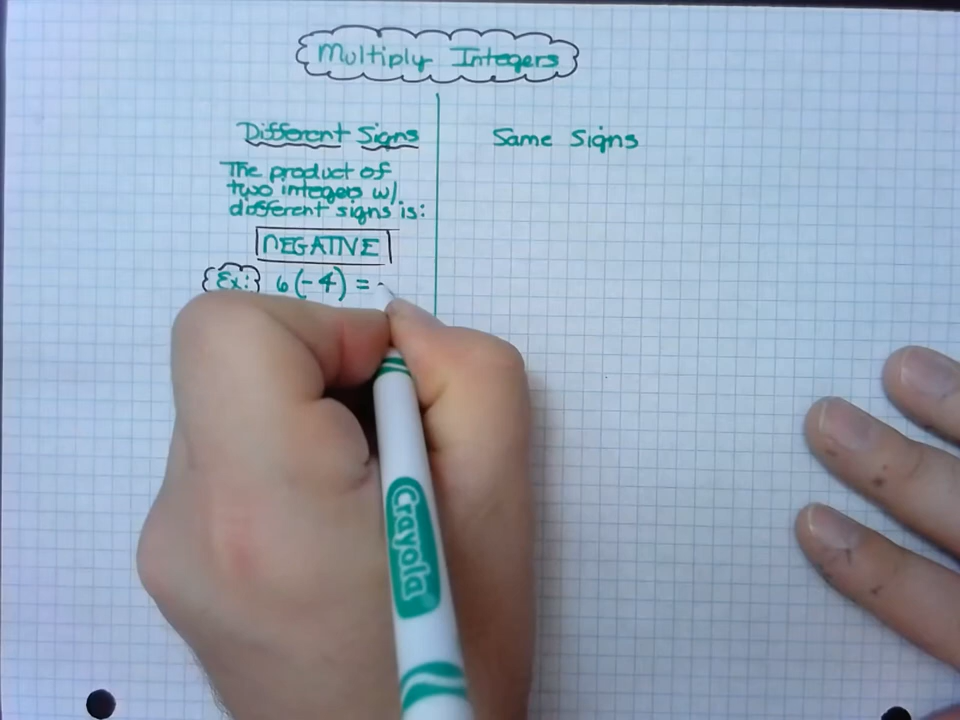 Multiply Integers
Different Signs
The product of
two integers w/
different signs is:
NEGATIVE
Ex: 6(-4) = -
Same Signs
Crayola